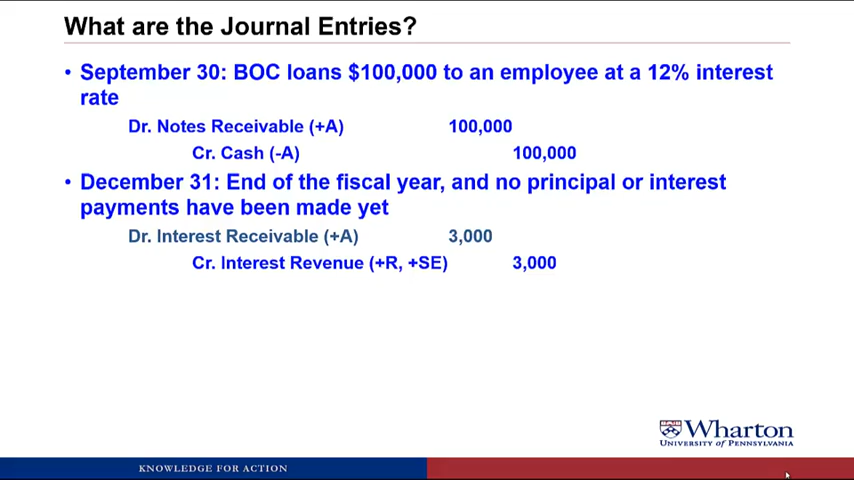 What are the Journal Entries?
• September 30: BOC loans $100,000 to an employee at a 12% interest
rate
Dr. Notes Receivable (+A) 100,000
Cr. Cash (-A) 100,000
• December 31: End of the fiscal year, and no principal or interest
payments have been made yet
Dr. Interest Receivable (+A) 3,000
Cr. Interest Revenue (+R, +SE) 3,000
Wharton
UNIVERSITY of PENNSYLVANIA
KNOWLEDGE FOR ACTION